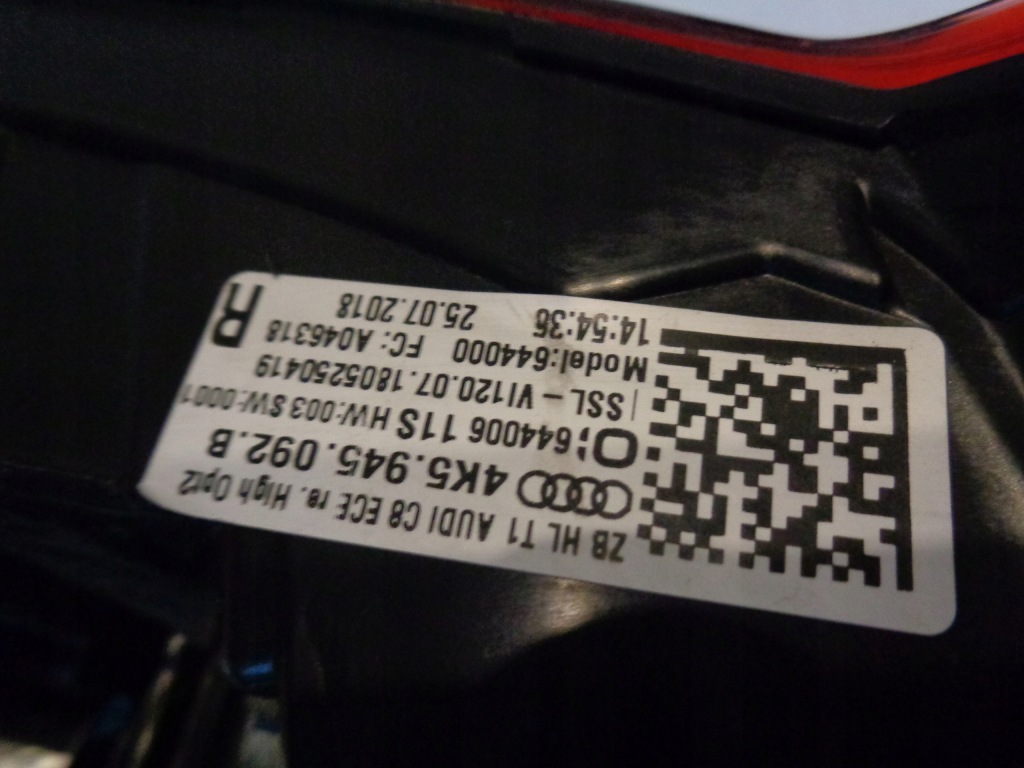 ZB HL T1 AUDI C8 ECE re. High Opt2
4K5.945.092.B
644006 11S HW:003 SW:0001
SSL - VI120.07.1805250419
Model:644000 FC: A046318
14:54:36 25.07.2018
R